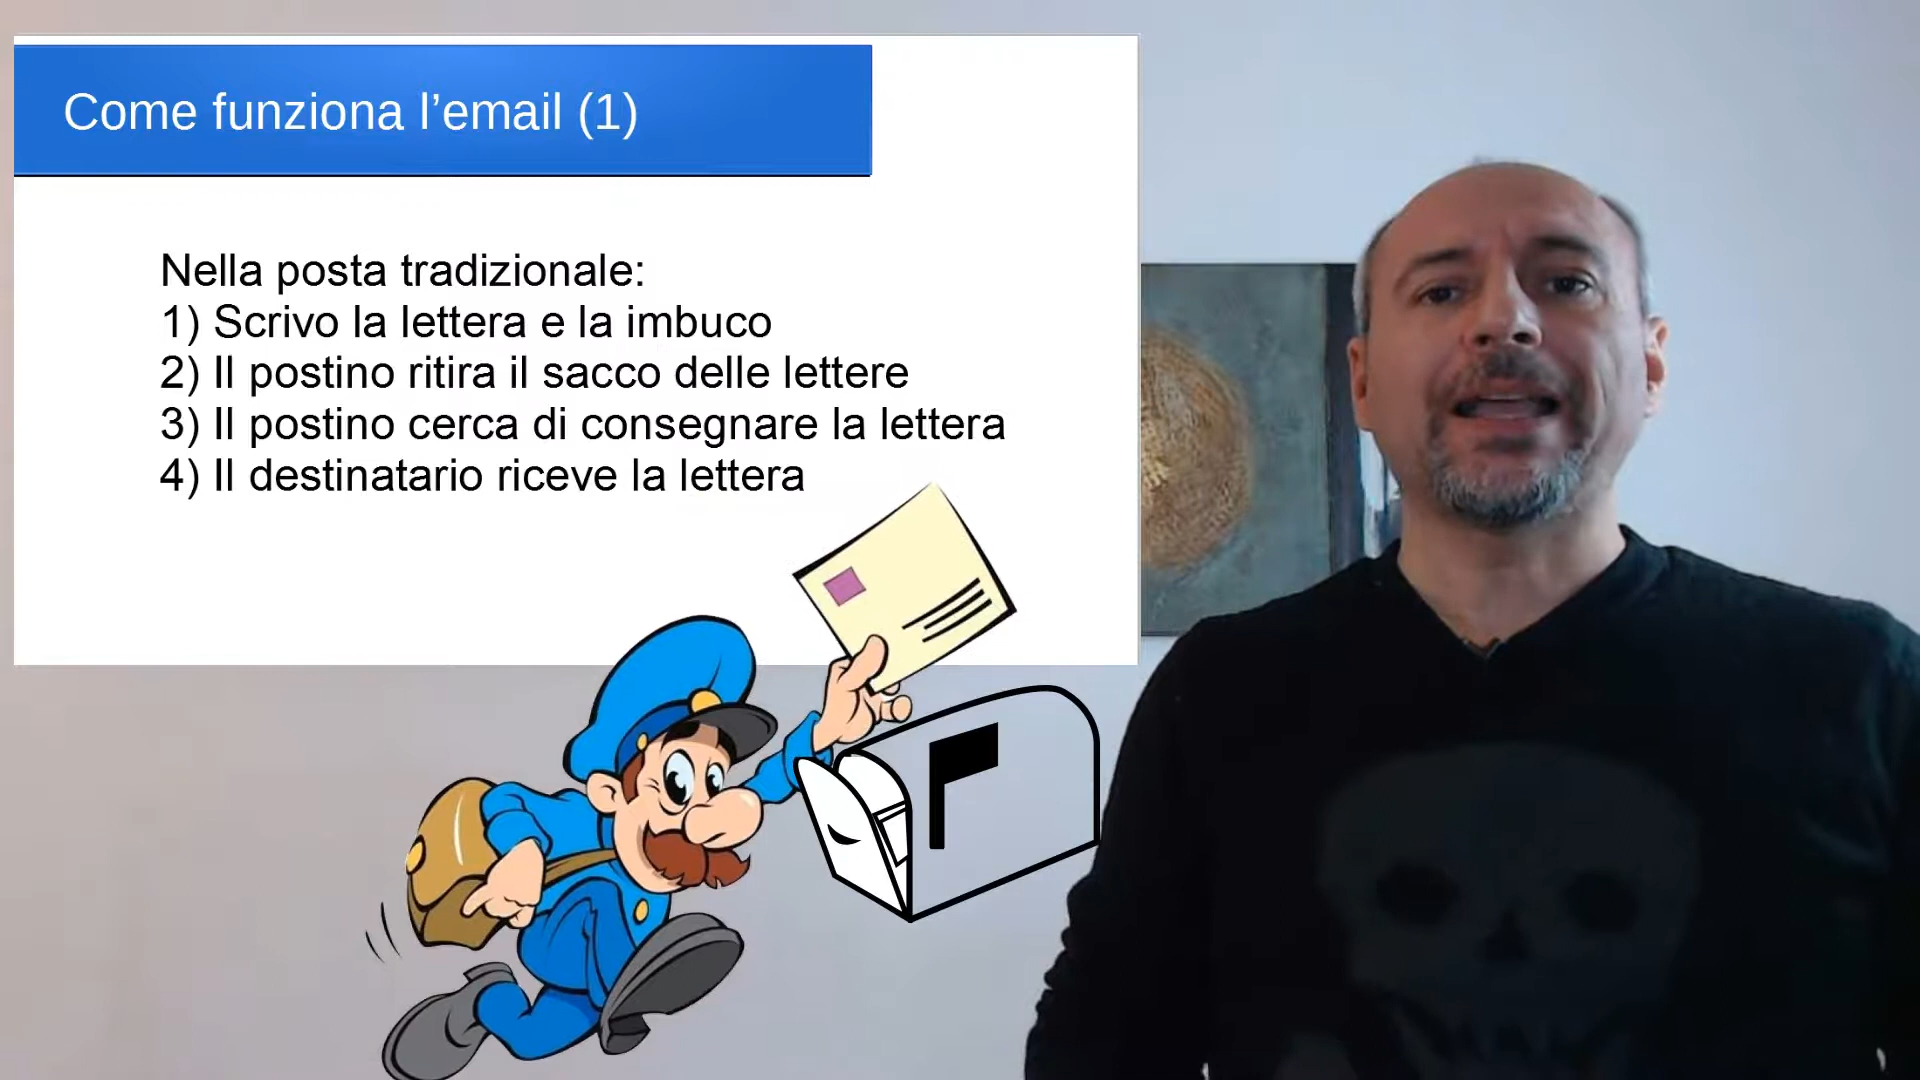 Come funziona l’email (1)
Nella posta tradizionale:
1) Scrivo la lettera e la imbuco
2) Il postino ritira il sacco delle lettere
3) Il postino cerca di consegnare la lettera
4) Il destinatario riceve la lettera